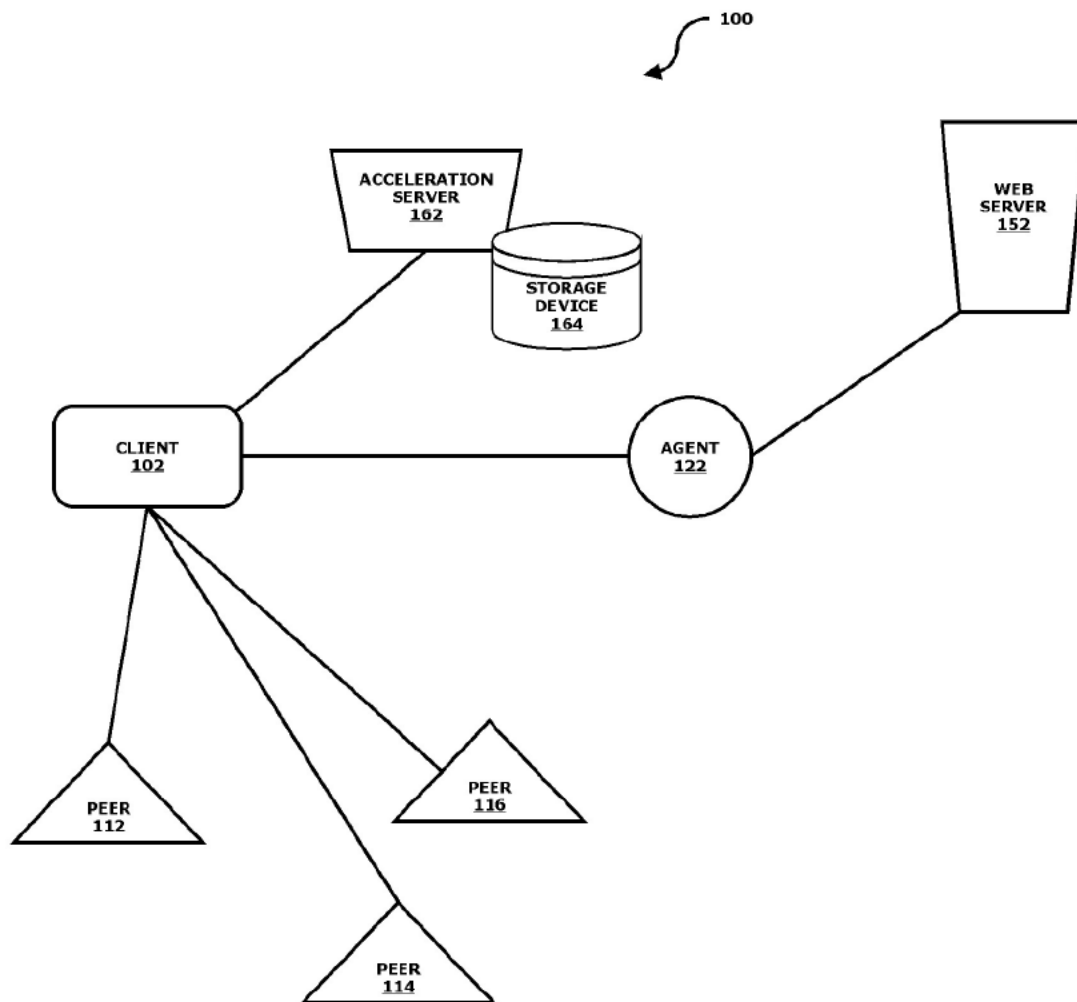 100
ACCELERATION
SERVER
162
STORAGE
DEVICE
164
WEB
SERVER
152
CLIENT
102
AGENT
122
PEER
112
PEER
116
PEER
114